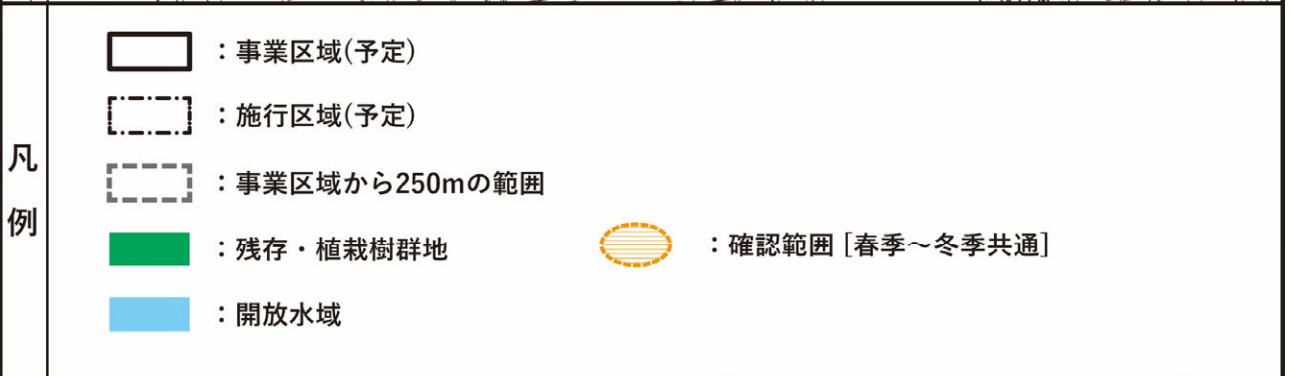 凡例
：事業区域(予定)
：施行区域(予定)
：事業区域から250mの範囲
：残存・植栽樹群地
：開放水域
：確認範囲 [春季～冬季共通]